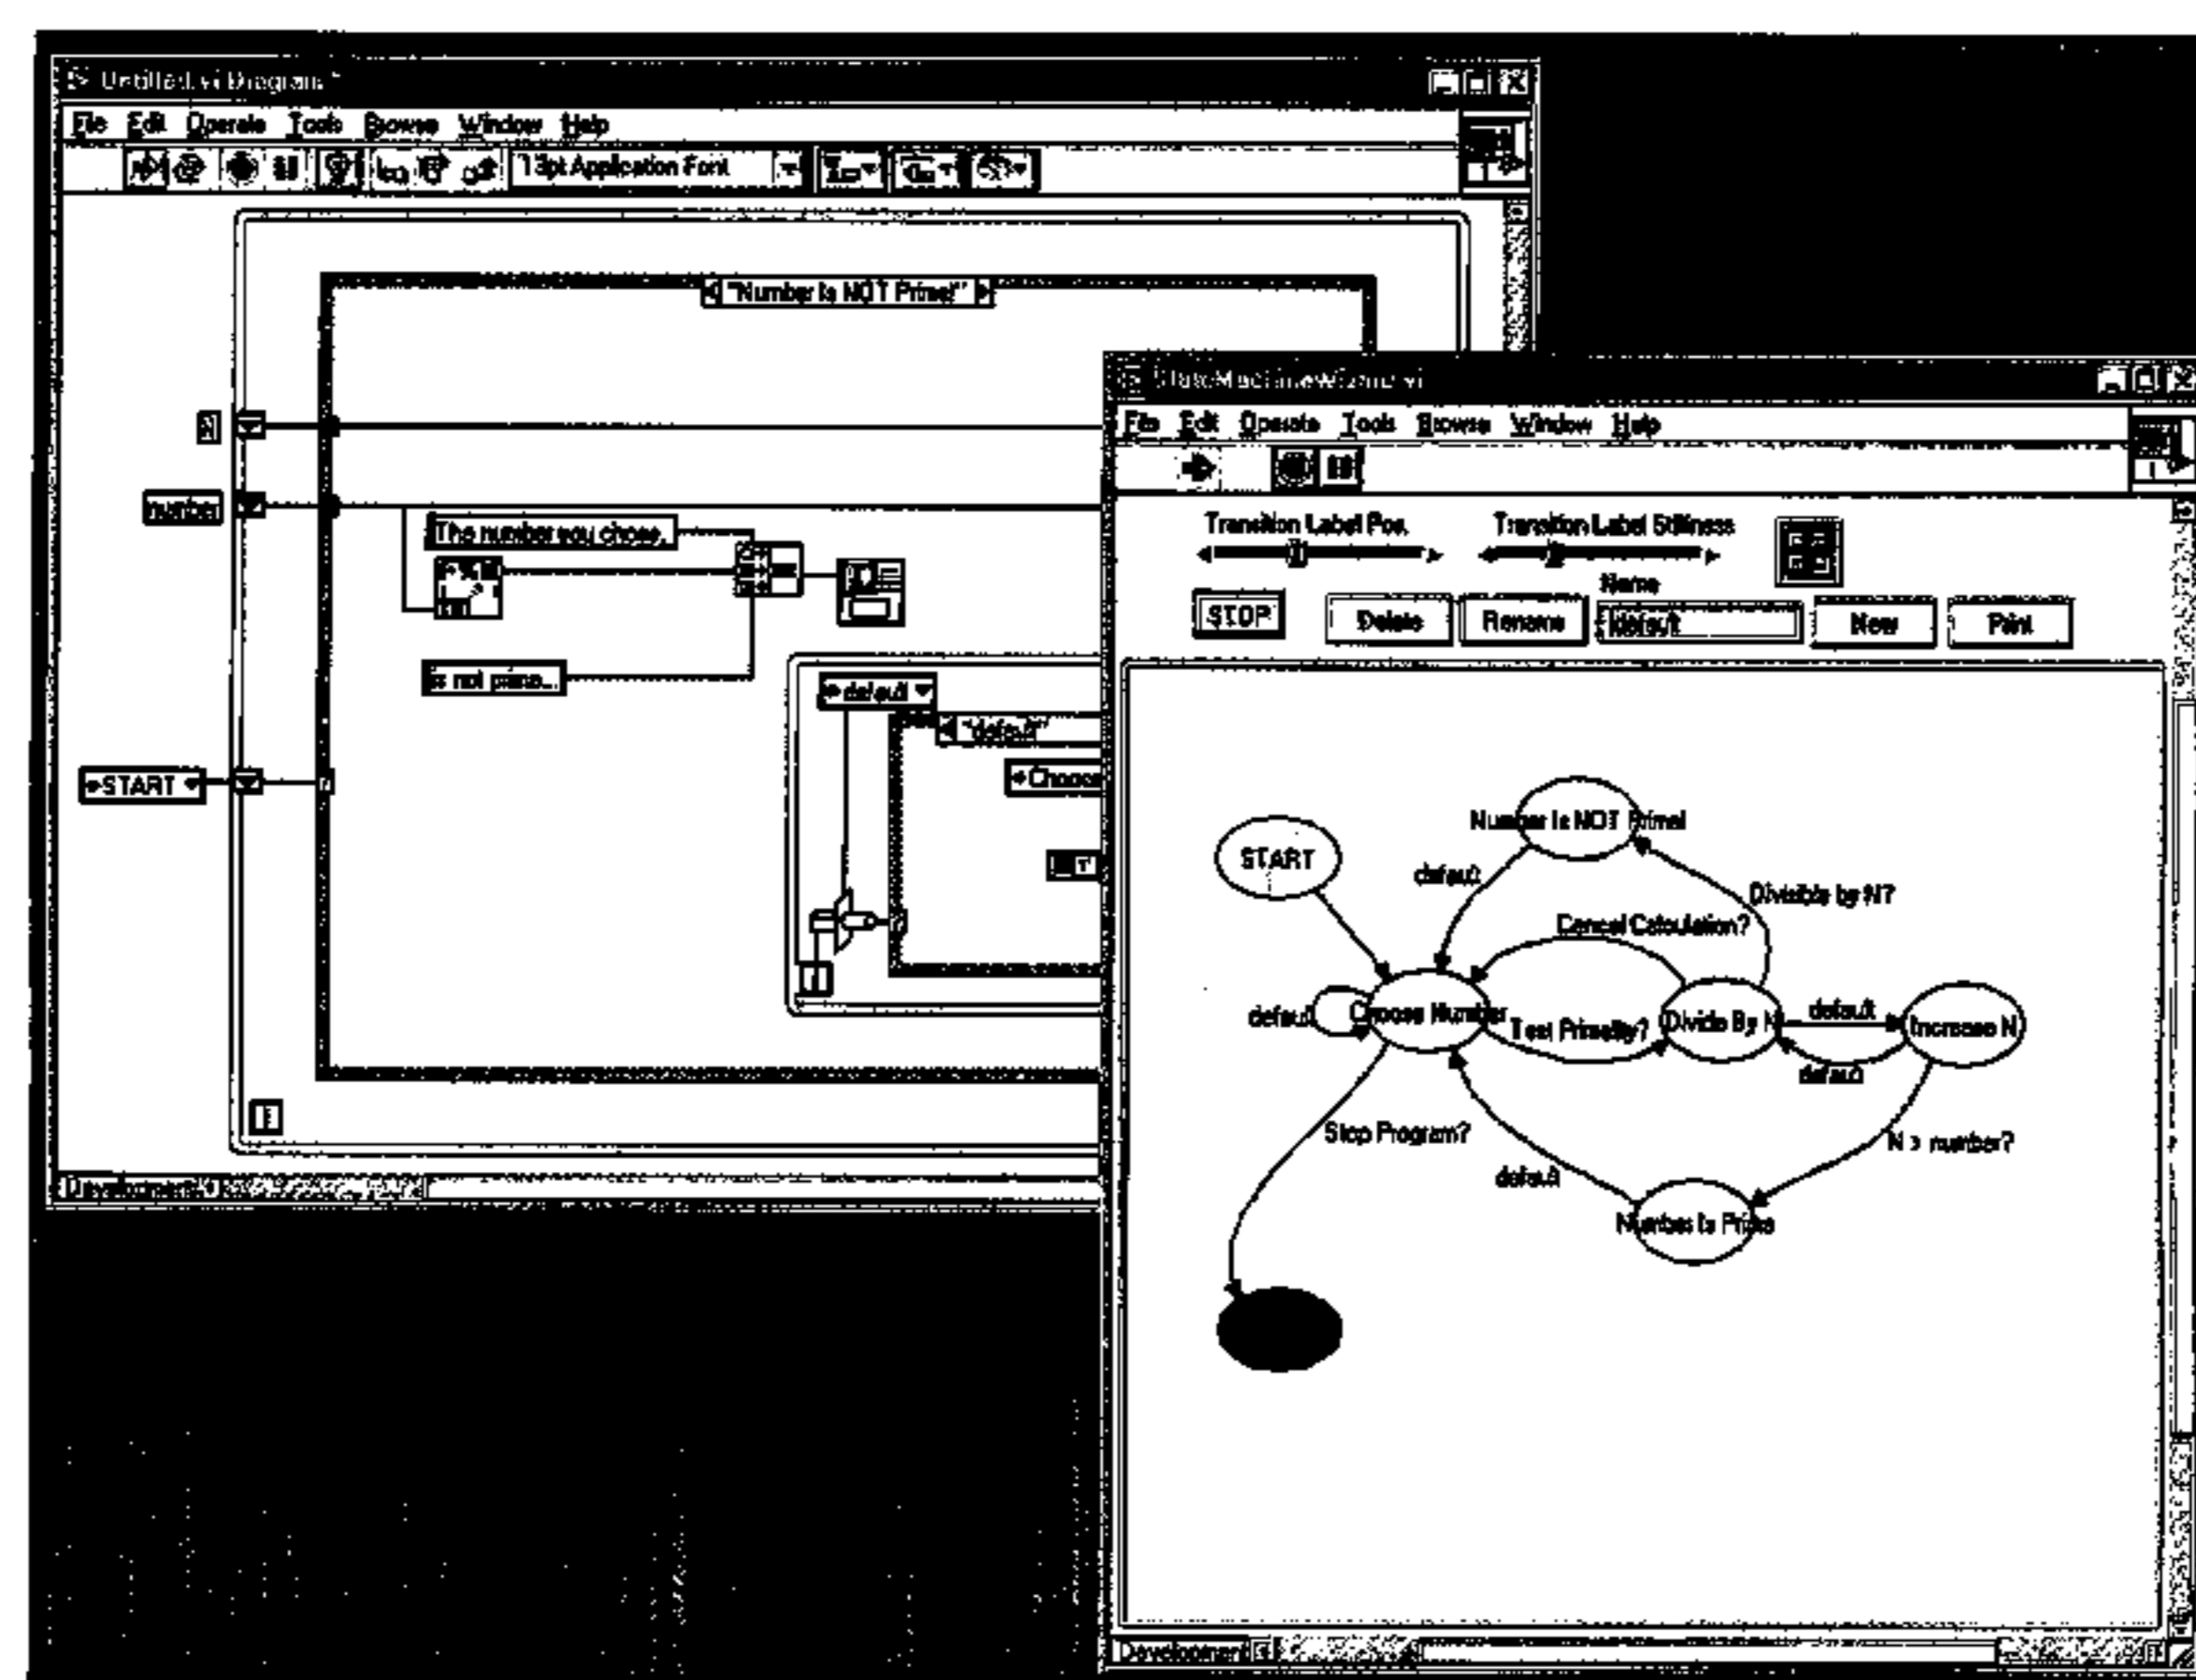 Untitled.vi Diagram *
File Edit Operate Tools Browse Window Help
13pt Application Font
"Number Is NOT Prime!"
N
number
The number you chose,
is not prime...
default
"default"
START
Choose
T
i
i
Development
StateMachineWizard.vi
File Edit Operate Tools Browse Window Help
Transition Label Pos.
Transition Label Stillness
Name
STOP
Delete
Rename
default
New
Print
Number Is NOT Prime!
START
default
Divisible by N?
Cancel Calculation?
default
Choose Number
Test Primality?
Divide By N
default
Increase N
default
Stop Program?
N > number?
default
Number Is Prime
Development